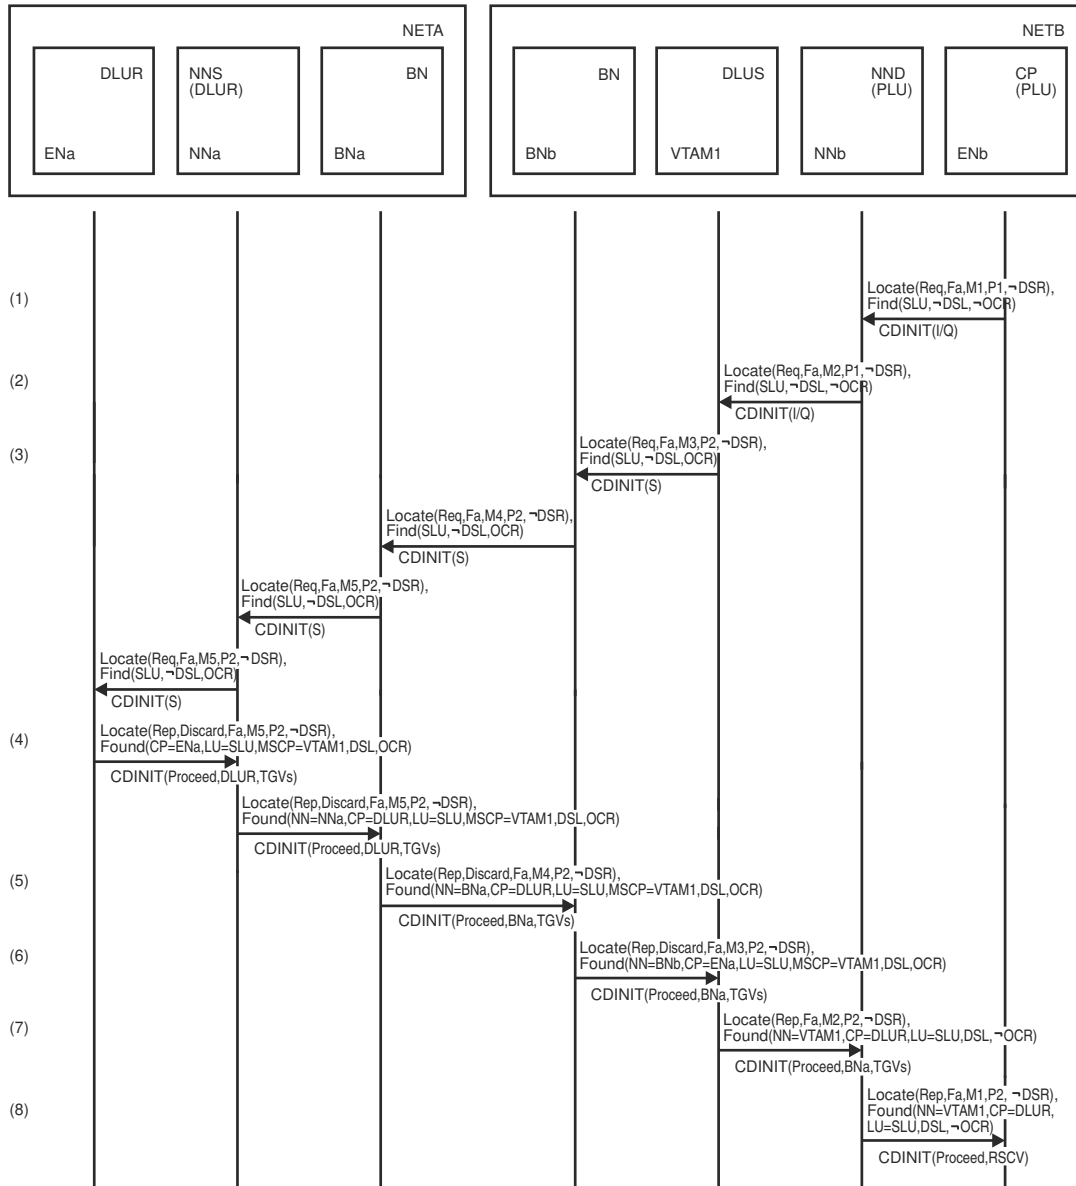 NETA
NETB
DLUR
NNS
(DLUR)
BN
BN
DLUS
NND
(PLU)
CP
(PLU)
ENa
NNa
BNa
BNb
VTAM1
NNb
ENb
(1)
Locate(Req,Fa,M1,P1,¬DSR),
Find(SLU,¬DSL,¬OCR)
CDINIT(I/Q)
(2)
Locate(Req,Fa,M2,P1,¬DSR),
Find(SLU,¬DSL,¬OCR)
CDINIT(I/Q)
(3)
Locate(Req,Fa,M3,P2,¬DSR),
Find(SLU,¬DSL,OCR)
CDINIT(S)
Locate(Req,Fa,M4,P2,¬DSR),
Find(SLU,¬DSL,OCR)
CDINIT(S)
Locate(Req,Fa,M5,P2,¬DSR),
Find(SLU,¬DSL,OCR)
CDINIT(S)
Locate(Req,Fa,M5,P2,¬DSR),
Find(SLU,¬DSL,OCR)
CDINIT(S)
(4)
Locate(Rep,Discard,Fa,M5,P2,¬DSR),
Found(CP=ENa,LU=SLU,MSCP=VTAM1,DSL,OCR)
CDINIT(Proceed,DLUR,TGVs)
Locate(Rep,Discard,Fa,M5,P2,¬DSR),
Found(NN=NNa,CP=DLUR,LU=SLU,MSCP=VTAM1,DSL,OCR)
CDINIT(Proceed,DLUR,TGVs)
(5)
Locate(Rep,Discard,Fa,M4,P2,¬DSR),
Found(NN=BNa,CP=DLUR,LU=SLU,MSCP=VTAM1,DSL,OCR)
CDINIT(Proceed,BNa,TGVs)
(6)
Locate(Rep,Discard,Fa,M3,P2,¬DSR),
Found(NN=BNb,CP=ENa,LU=SLU,MSCP=VTAM1,DSL,OCR)
CDINIT(Proceed,BNa,TGVs)
(7)
Locate(Rep,Fa,M2,P2,¬DSR),
Found(NN=VTAM1,CP=DLUR,LU=SLU,DSL,¬OCR)
CDINIT(Proceed,BNa,TGVs)
(8)
Locate(Rep,Fa,M1,P2, ¬DSR),
Found(NN=VTAM1,CP=DLUR,
LU=SLU,DSL,¬OCR)
CDINIT(Proceed,RSCV)